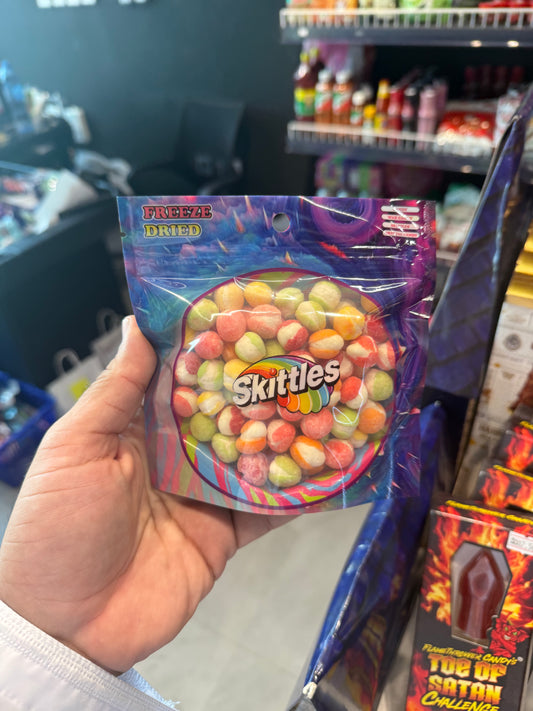 FREEZE
DRIED
Skittles
FLAMETHROWER CANDY'S
TOE OF
SATAN
CHALLENGE